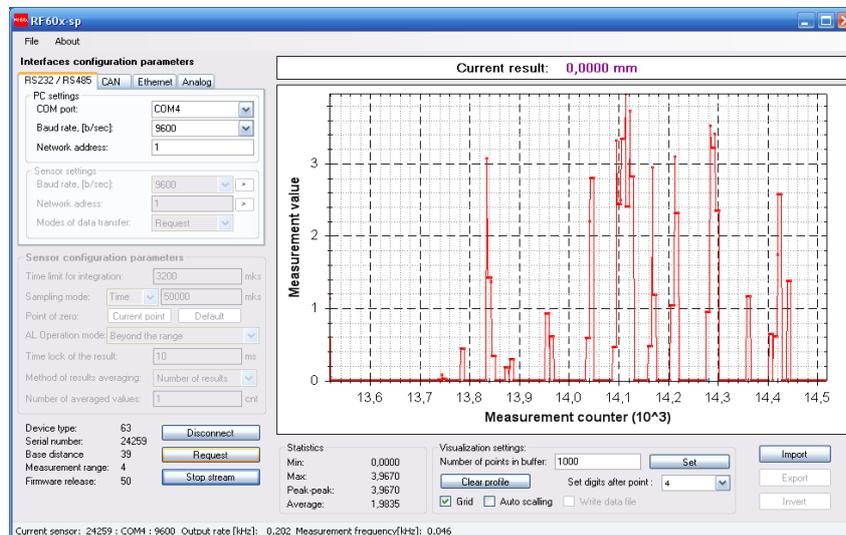 RF60x-sp
File About
Interfaces configuration parameters
RS232 / RS485 CAN Ethernet Analog
PC settings
COM port: COM4
Baud rate, [b/sec]: 9600
Network address: 1
Sensor settings
Baud rate, [b/sec]: 9600 >
Network adress: 1 >
Modes of data transfer: Request
Sensor configuration parameters
Time limit for integration: 3200 mks
Sampling mode: Time 50000 mks
Point of zero: Current point Default
AL Operation mode: Beyond the range
Time lock of the result: 10 ms
Method of results averaging: Number of results
Number of averaged values: 1 cnt
Device type: 63
Serial number: 24259
Base distance 39
Measurement range: 4
Firmware release: 50
Disconnect
Request
Stop stream
Current result: 0,0000 mm
Measurement value
3
2
1
0
13,6 13,7 13,8 13,9 14,0 14,1 14,2 14,3 14,4 14,5
Measurement counter (10^3)
Statistics
Min: 0,0000
Max: 3,9670
Peak-peak: 3,9670
Average: 1,9835
Visualization settings:
Number of points in buffer: 1000 Set
Clear profile Set digits after point : 4
Grid Auto scaling Write data file
Import
Export
Invert
Current sensor: 24259 : COM4 : 9600 Output rate [kHz]: 0.202 Measurement frequency[kHz]: 0.046